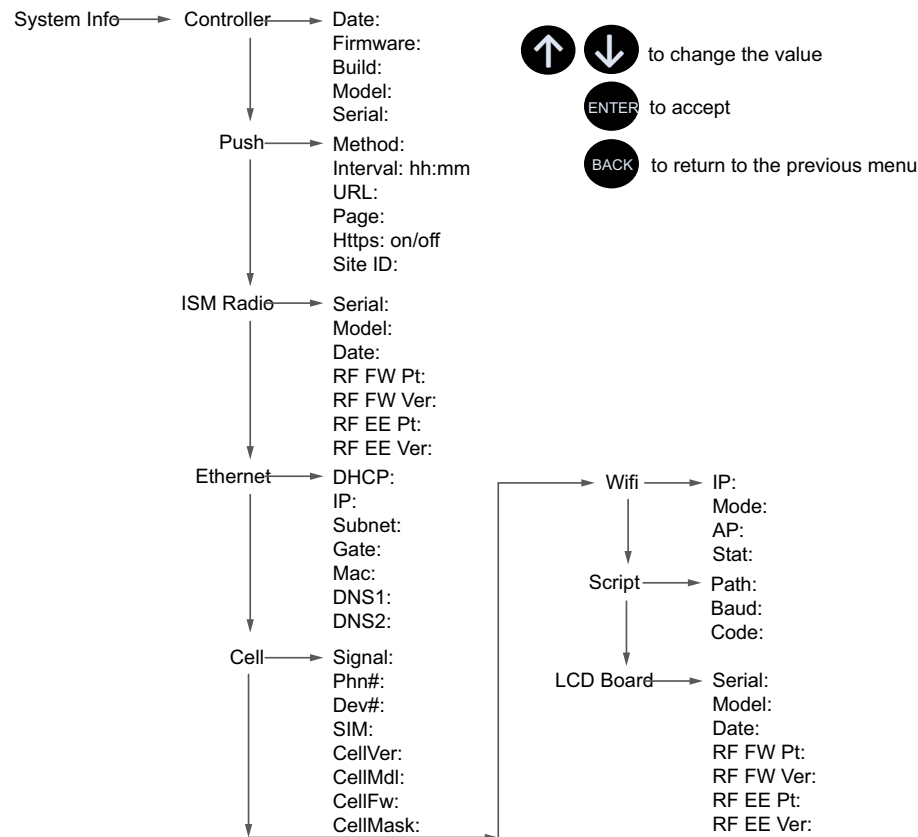 System Info
Controller
Date:
Firmware:
Build:
Model:
Serial:
Push
Method:
Interval: hh:mm
URL:
Page:
Https: on/off
Site ID:
ISM Radio
Serial:
Model:
Date:
RF FW Pt:
RF FW Ver:
RF EE Pt:
RF EE Ver:
Ethernet
DHCP:
IP:
Subnet:
Gate:
Mac:
DNS1:
DNS2:
Cell
Signal:
Phn#:
Dev#:
SIM:
CellVer:
CellMdl:
CellFw:
CellMask:
Wifi
IP:
Mode:
AP:
Stat:
Script
Path:
Baud:
Code:
LCD Board
Serial:
Model:
Date:
RF FW Pt:
RF FW Ver:
RF EE Pt:
RF EE Ver:
to change the value
ENTER to accept
BACK to return to the previous menu